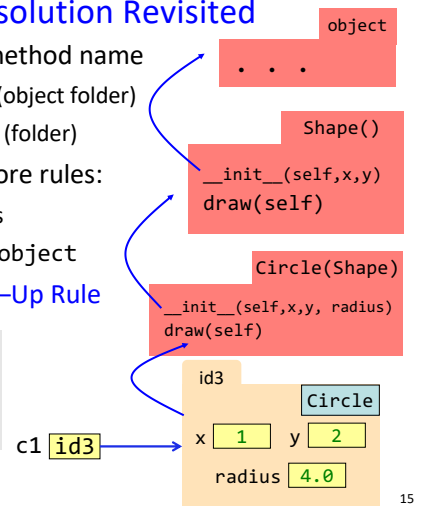 solution Revisited
ethod name
(object folder)
(folder)
ore rules:
s
object
–Up Rule
object
. . .
Shape()
__init__(self,x,y)
draw(self)
Circle(Shape)
__init__(self,x,y, radius)
draw(self)
id3
Circle
x 1 y 2
radius 4.0
c1 id3
15